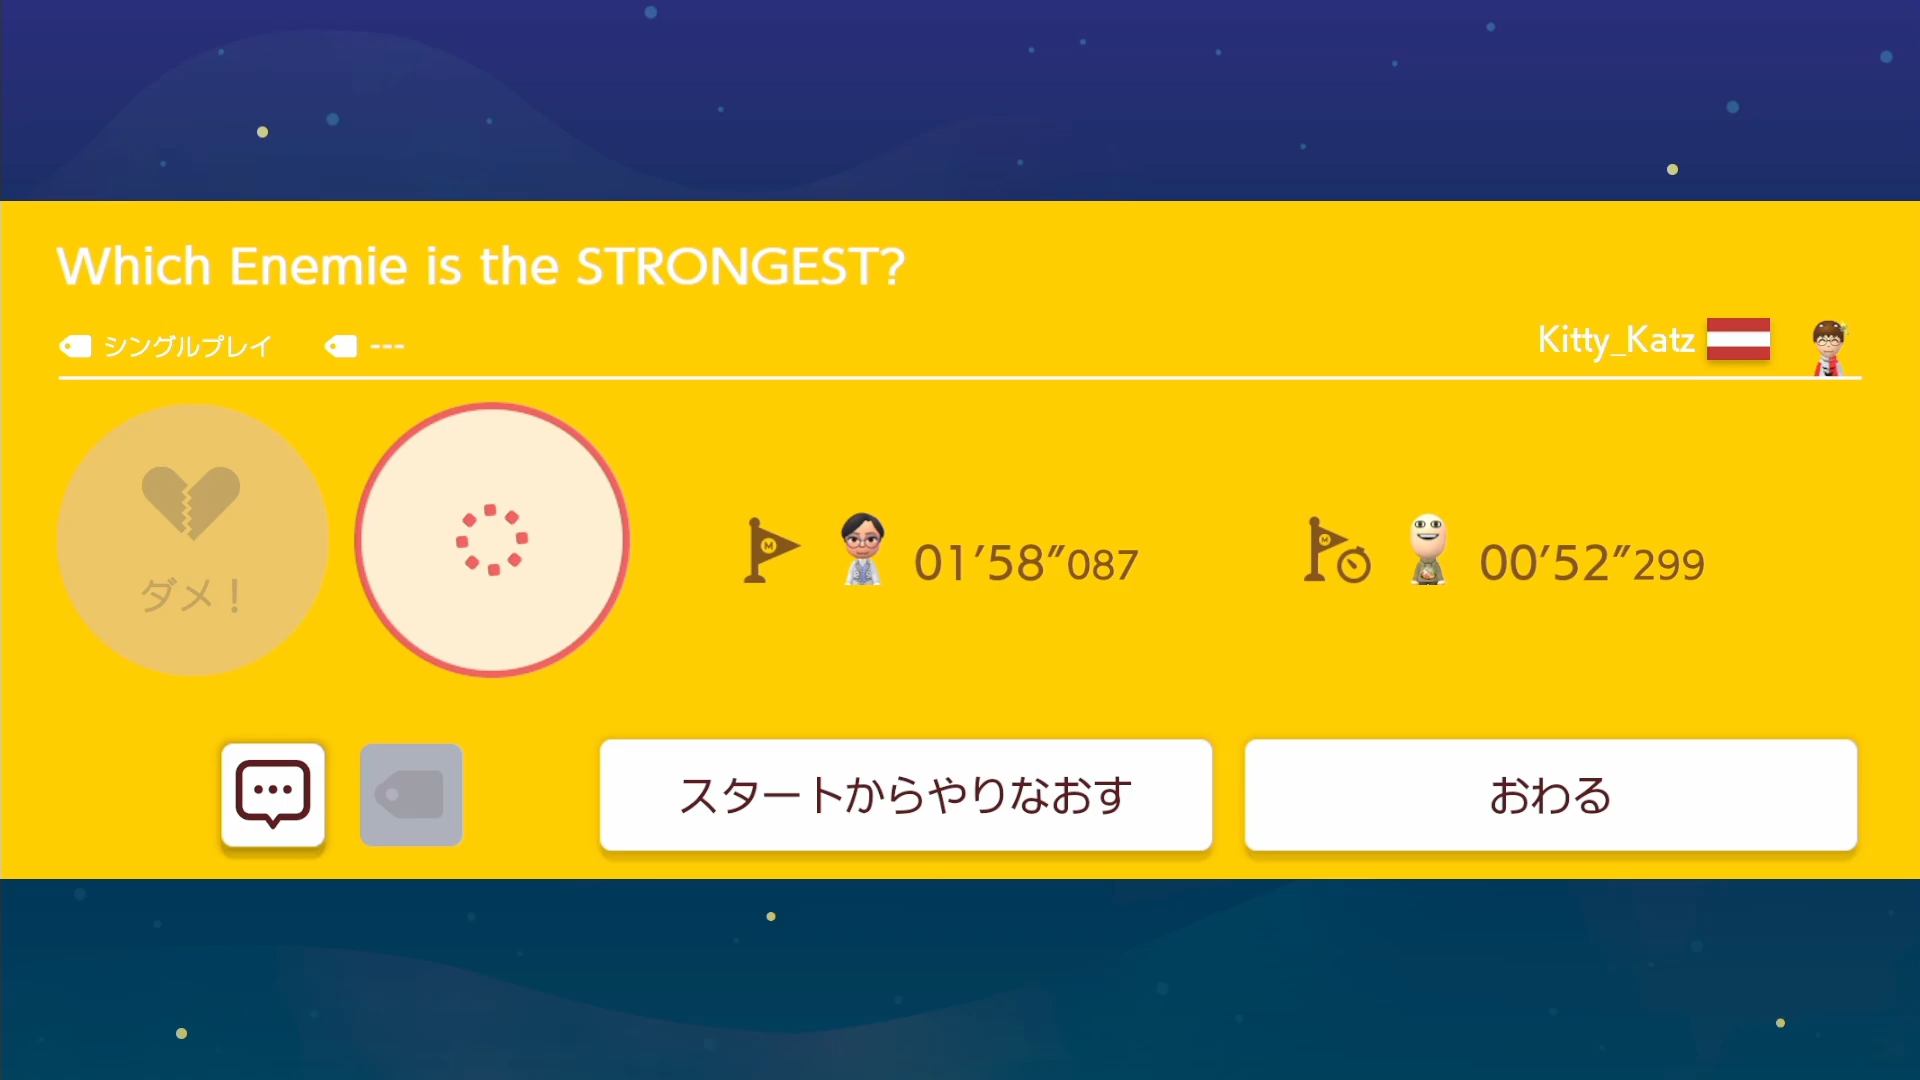 Which Enemie is the STRONGEST?
シングルプレイ ---
Kitty_Katz
ダメ！
M 01′58″087
M 00′52″299
スタートからやりなおす
おわる